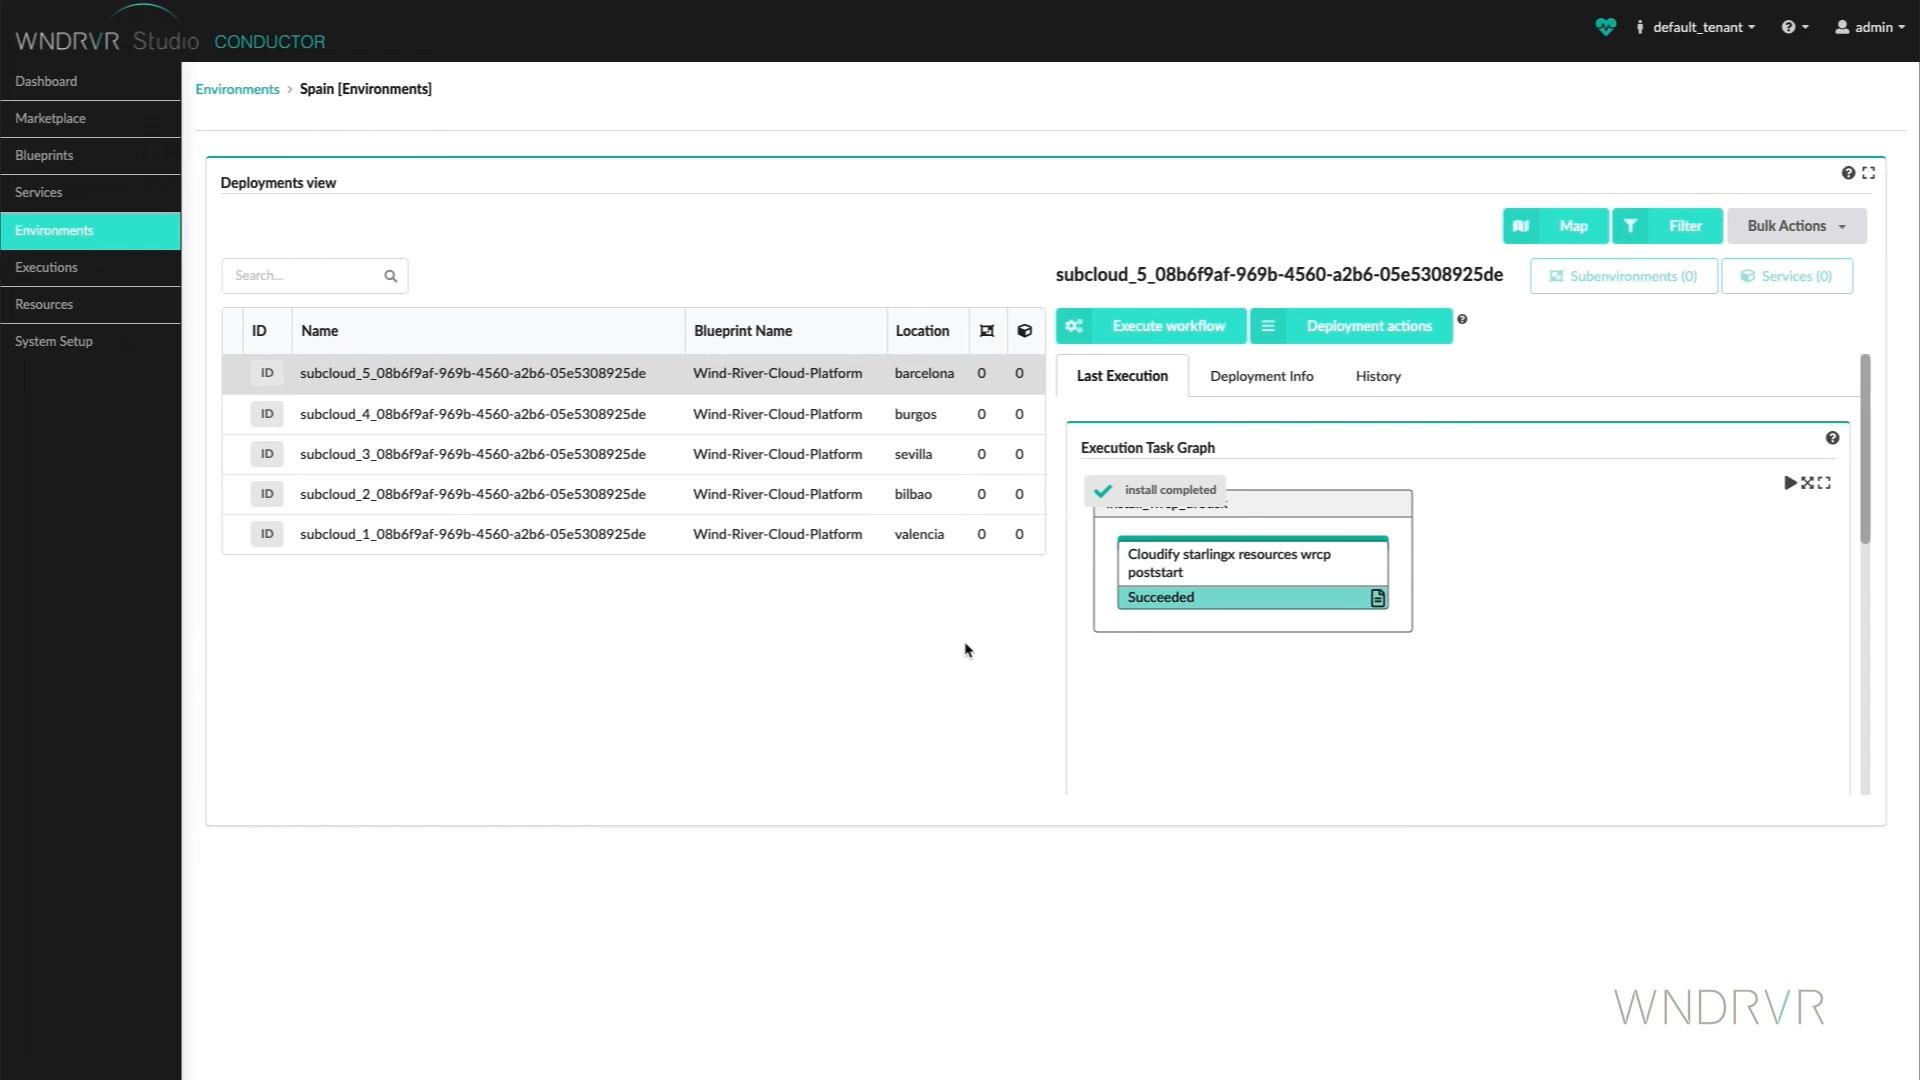 WNDRVR Studio CONDUCTOR
default_tenant
admin
Dashboard
Marketplace
Blueprints
Services
Environments
Executions
Resources
System Setup
Environments › Spain [Environments]
Deployments view
Map
Filter
Bulk Actions
Search...
ID Name Blueprint Name Location
ID subcloud_5_08b6f9af-969b-4560-a2b6-05e5308925de Wind-River-Cloud-Platform barcelona 0 0
ID subcloud_4_08b6f9af-969b-4560-a2b6-05e5308925de Wind-River-Cloud-Platform burgos 0 0
ID subcloud_3_08b6f9af-969b-4560-a2b6-05e5308925de Wind-River-Cloud-Platform sevilla 0 0
ID subcloud_2_08b6f9af-969b-4560-a2b6-05e5308925de Wind-River-Cloud-Platform bilbao 0 0
ID subcloud_1_08b6f9af-969b-4560-a2b6-05e5308925de Wind-River-Cloud-Platform valencia 0 0
subcloud_5_08b6f9af-969b-4560-a2b6-05e5308925de
Subenvironments (0)
Services (0)
Execute workflow
Deployment actions
Last Execution
Deployment Info
History
Execution Task Graph
install completed
Cloudify starlingx resources wrcp
poststart
Succeeded
WNDRVR